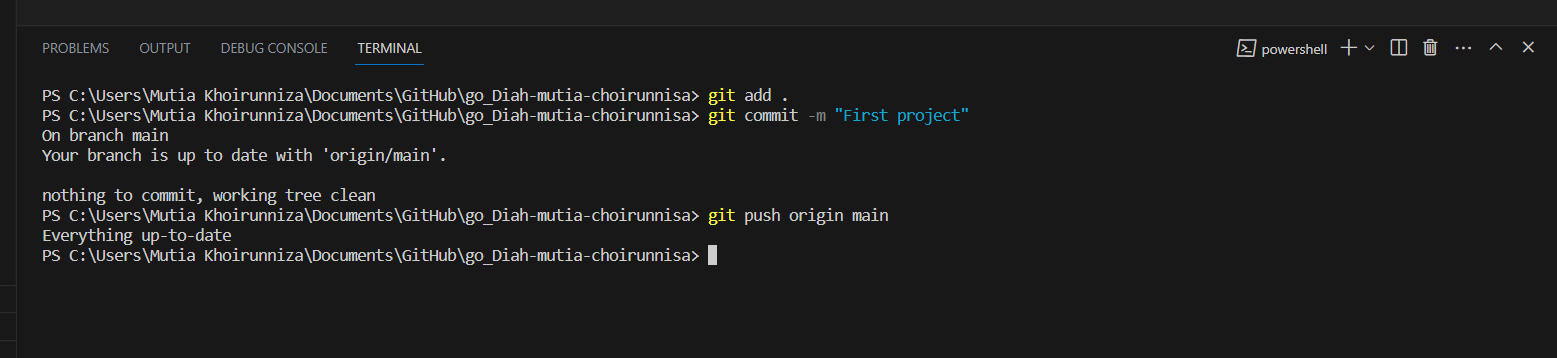 PROBLEMS OUTPUT DEBUG CONSOLE TERMINAL powershell
PS C:\Users\Mutia Khoirunniza\Documents\GitHub\go_Diah-mutia-choirunnisa> git add .
PS C:\Users\Mutia Khoirunniza\Documents\GitHub\go_Diah-mutia-choirunnisa> git commit -m "First project"
On branch main
Your branch is up to date with 'origin/main'.
nothing to commit, working tree clean
PS C:\Users\Mutia Khoirunniza\Documents\GitHub\go_Diah-mutia-choirunnisa> git push origin main
Everything up-to-date
PS C:\Users\Mutia Khoirunniza\Documents\GitHub\go_Diah-mutia-choirunnisa>